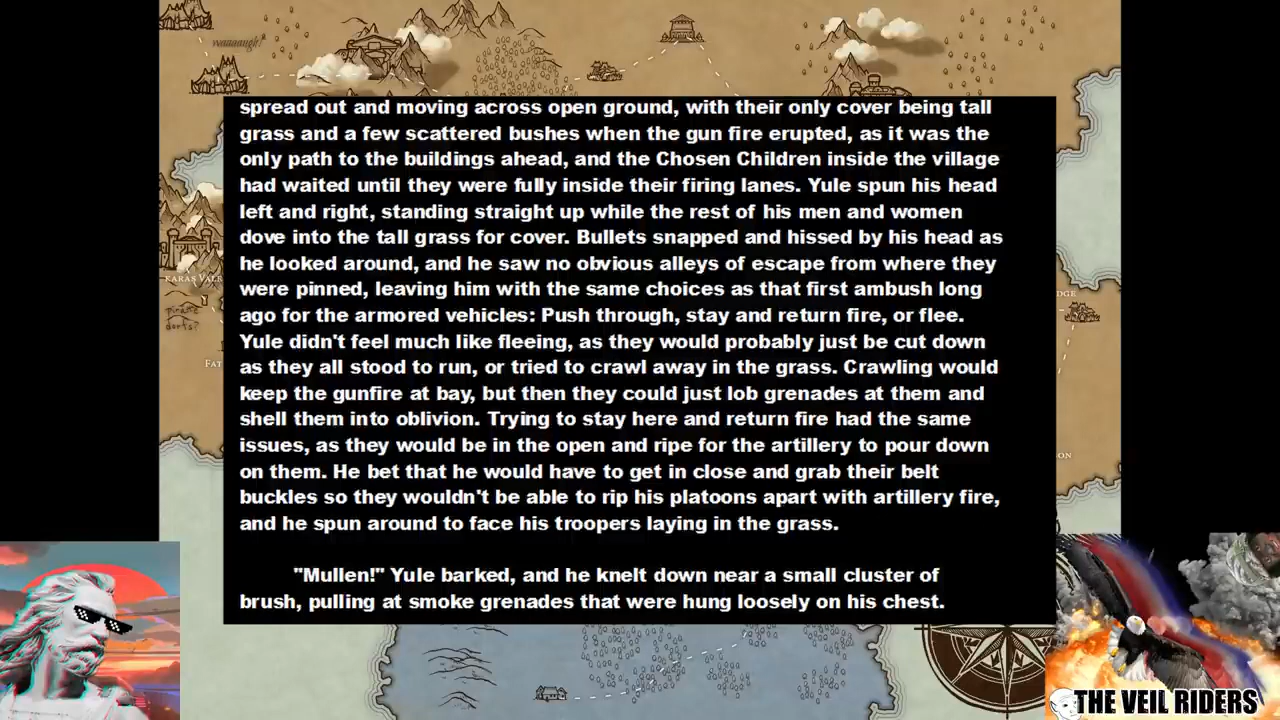 waaaaugh!
spread out and moving across open ground, with their only cover being tall
grass and a few scattered bushes when the gun fire erupted, as it was the
only path to the buildings ahead, and the Chosen Children inside the village
had waited until they were fully inside their firing lanes. Yule spun his head
left and right, standing straight up while the rest of his men and women
dove into the tall grass for cover. Bullets snapped and hissed by his head as
he looked around, and he saw no obvious alleys of escape from where they
were pinned, leaving him with the same choices as that first ambush long
ago for the armored vehicles: Push through, stay and return fire, or flee.
Yule didn't feel much like fleeing, as they would probably just be cut down
as they all stood to run, or tried to crawl away in the grass. Crawling would
keep the gunfire at bay, but then they could just lob grenades at them and
shell them into oblivion. Trying to stay here and return fire had the same
issues, as they would be in the open and ripe for the artillery to pour down
on them. He bet that he would have to get in close and grab their belt
buckles so they wouldn't be able to rip his platoons apart with artillery fire,
and he spun around to face his troopers laying in the grass.
"Mullen!" Yule barked, and he knelt down near a small cluster of
brush, pulling at smoke grenades that were hung loosely on his chest.
KARAS VALR
pirate
dorfs?
FAT
DGE
ON
THE VEIL RIDERS